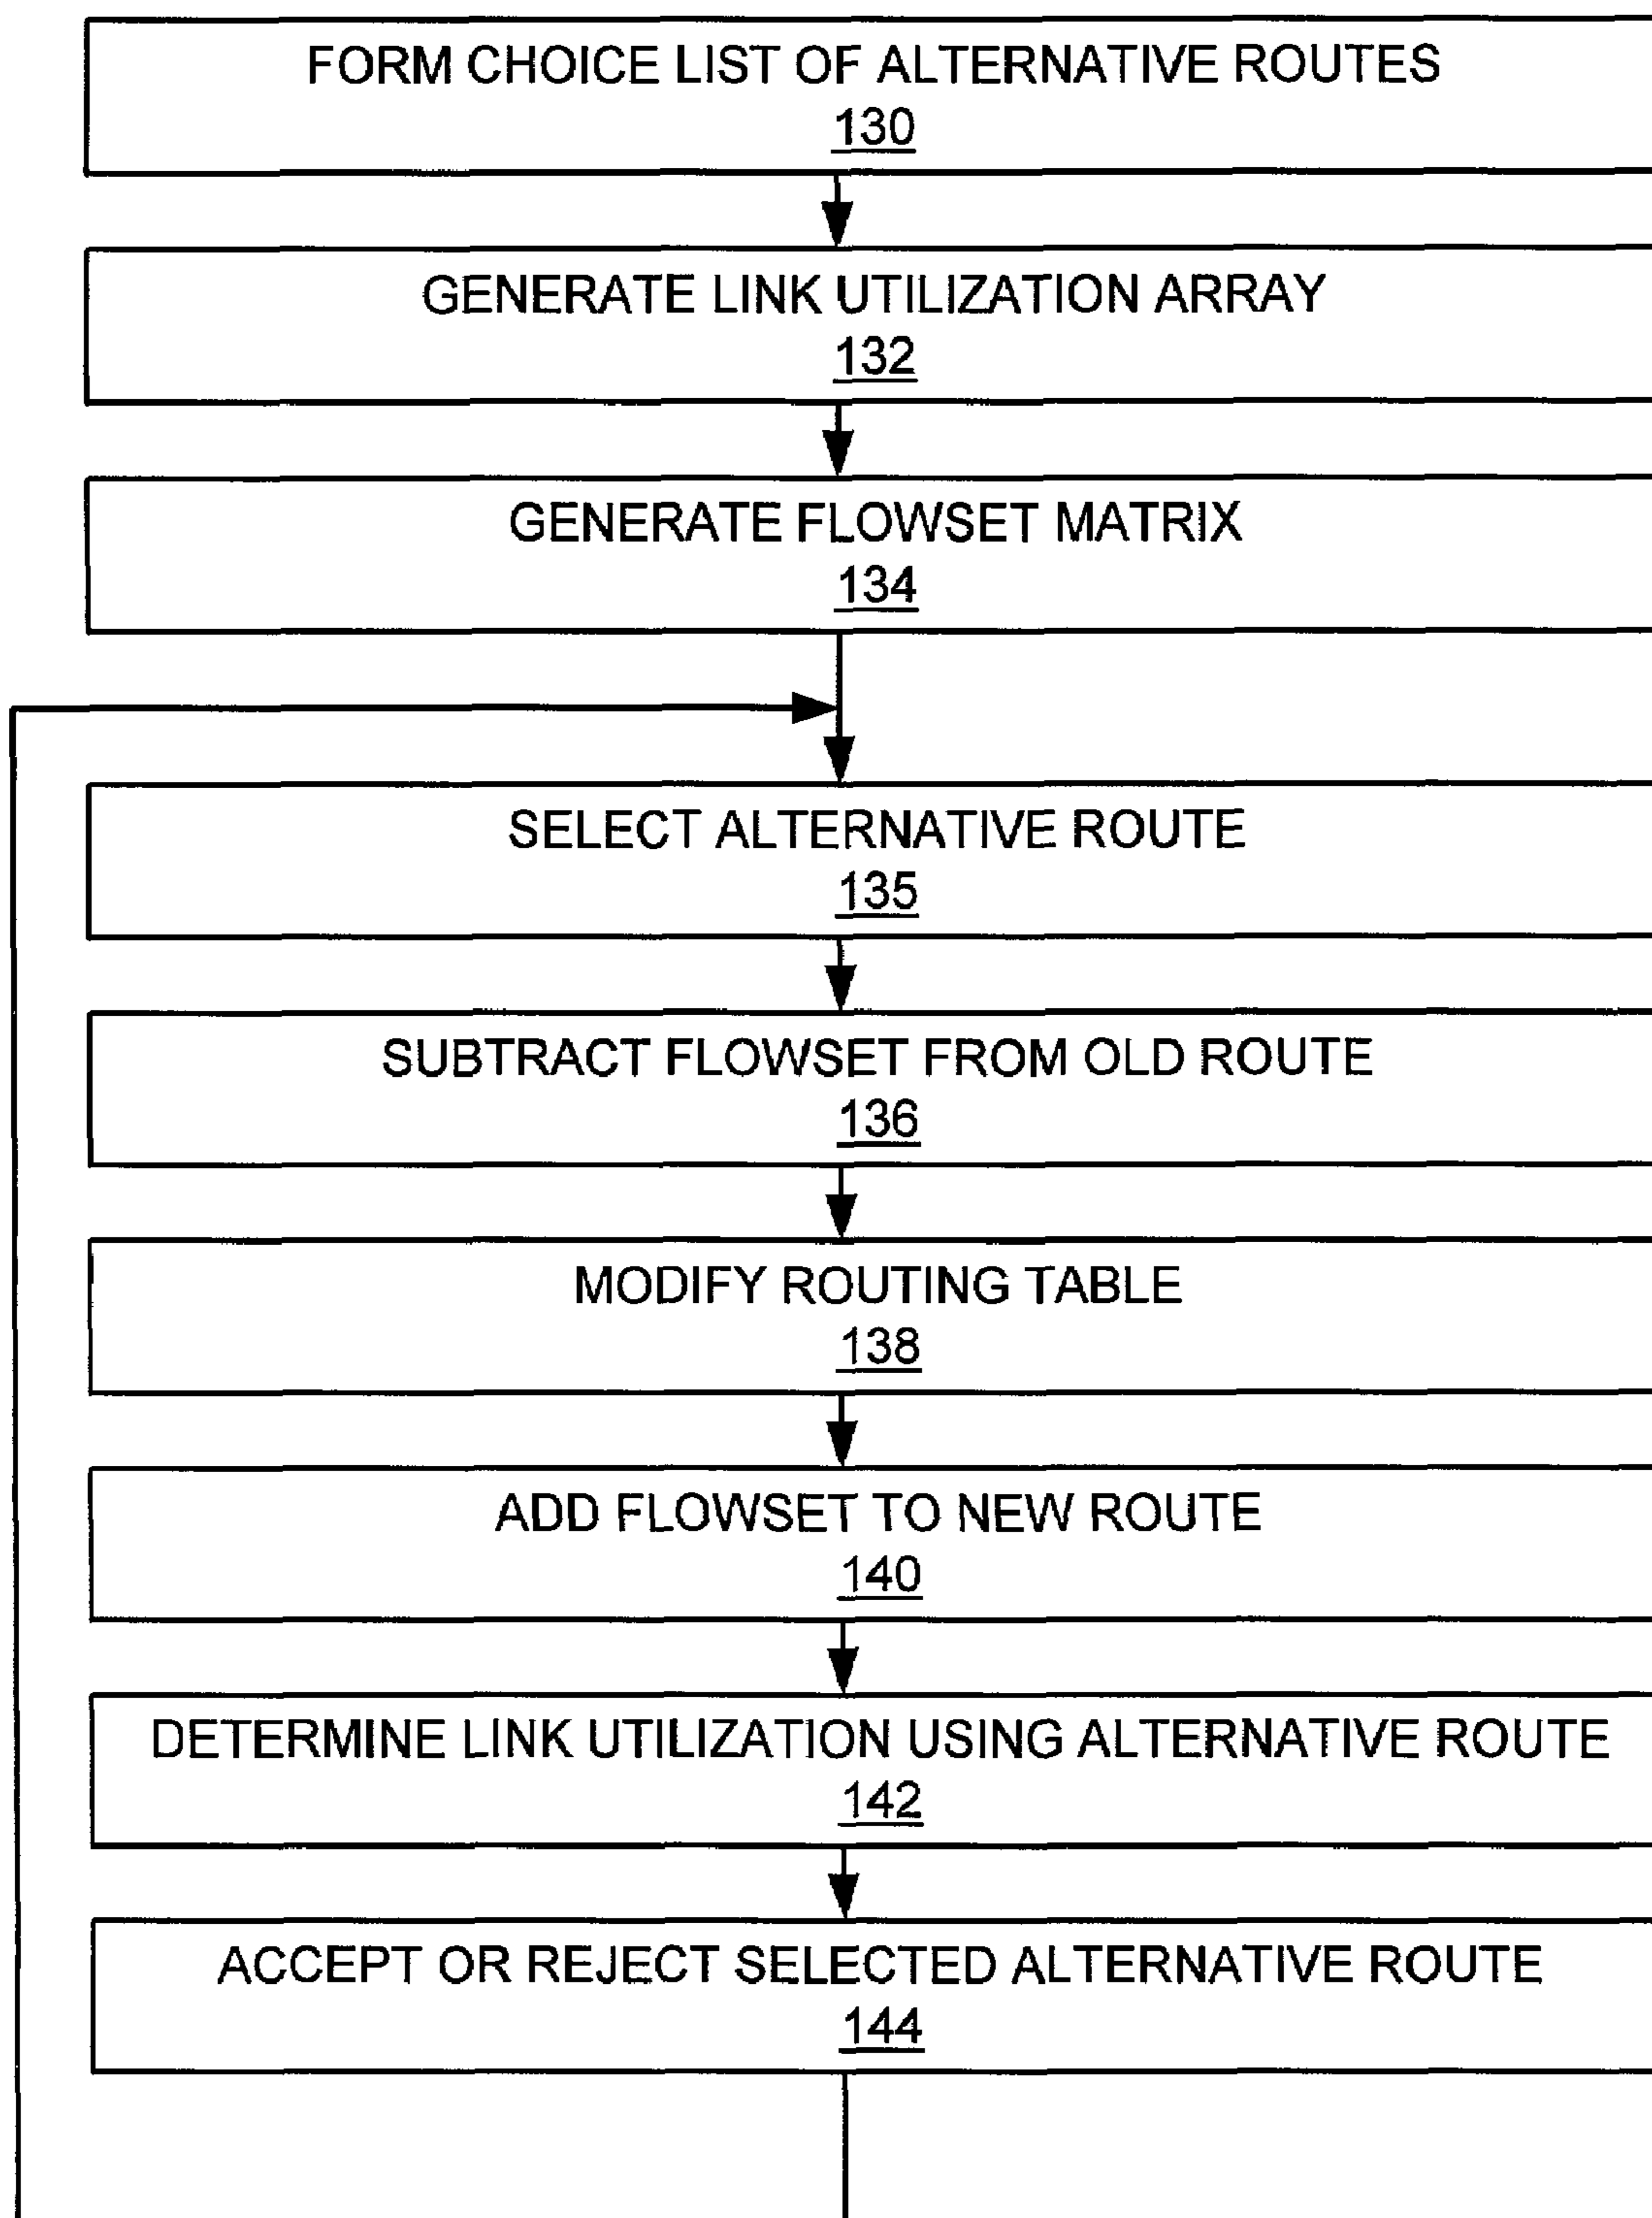 FORM CHOICE LIST OF ALTERNATIVE ROUTES
130
GENERATE LINK UTILIZATION ARRAY
132
GENERATE FLOWSET MATRIX
134
SELECT ALTERNATIVE ROUTE
135
SUBTRACT FLOWSET FROM OLD ROUTE
136
MODIFY ROUTING TABLE
138
ADD FLOWSET TO NEW ROUTE
140
DETERMINE LINK UTILIZATION USING ALTERNATIVE ROUTE
142
ACCEPT OR REJECT SELECTED ALTERNATIVE ROUTE
144